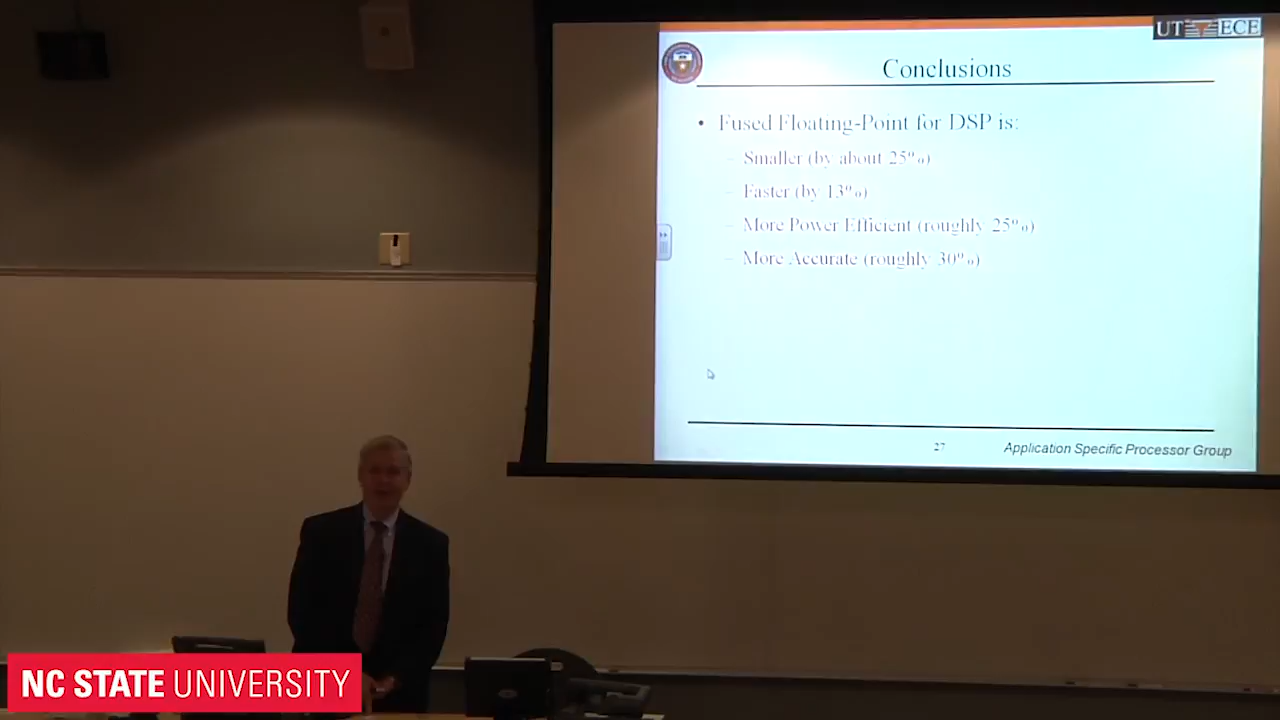 UT ECE
Conclusions
• Fused Floating-Point for DSP is:
– Smaller (by about 25%)
– Faster (by 13%)
– More Power Efficient (roughly 25%)
– More Accurate (roughly 30%)
27
Application Specific Processor Group
NC STATE UNIVERSITY